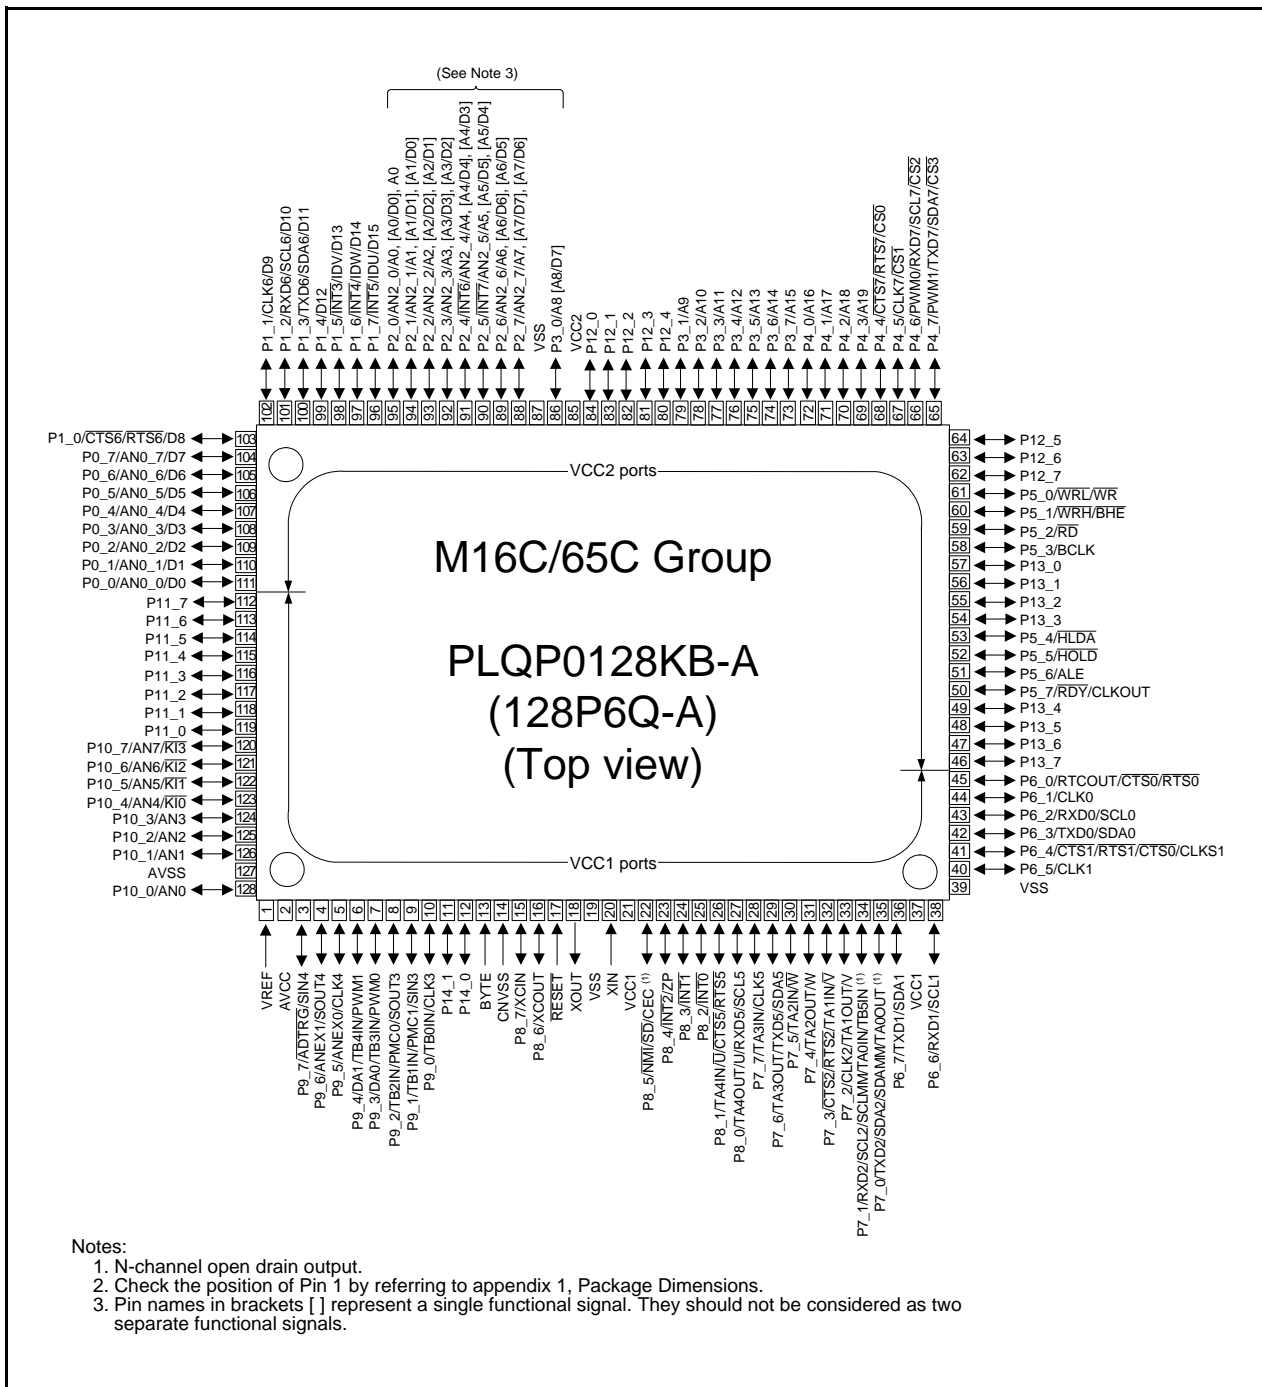 (See Note 3)
P1_1/CLK6/D9
P1_2/RXD6/SCL6/D10
P1_3/TXD6/SDA6/D11
P1_4/D12
P1_5/INT3/IDV/D13
P1_6/INT4/IDW/D14
P1_7/INT5/IDU/D15
P2_0/AN2_0/A0, [A0/D0], A0
P2_1/AN2_1/A1, [A1/D1], [A1/D0]
P2_2/AN2_2/A2, [A2/D2], [A2/D1]
P2_3/AN2_3/A3, [A3/D3], [A3/D2]
P2_4/INT6/AN2_4/A4, [A4/D4], [A4/D3]
P2_5/INT7/AN2_5/A5, [A5/D5], [A5/D4]
P2_6/AN2_6/A6, [A6/D6], [A6/D5]
P2_7/AN2_7/A7, [A7/D7], [A7/D6]
VSS
P3_0/A8 [A8/D7]
VCC2
P12_0
P12_1
P12_2
P12_3
P12_4
P3_1/A9
P3_2/A10
P3_3/A11
P3_4/A12
P3_5/A13
P3_6/A14
P3_7/A15
P4_0/A16
P4_1/A17
P4_2/A18
P4_3/A19
P4_4/CTS7/RTS7/CS0
P4_5/CLK7/CS1
P4_6/PWM0/RXD7/SCL7/CS2
P4_7/PWM1/TXD7/SDA7/CS3
102 101 100 99 98 97 96 95 94 93 92 91 90 89 88 87 86 85 84 83 82 81 80 79 78 77 76 75 74 73 72 71 70 69 68 67 66 65
P1_0/CTS6/RTS6/D8 103
P0_7/AN0_7/D7 104
P0_6/AN0_6/D6 105
P0_5/AN0_5/D5 106
P0_4/AN0_4/D4 107
P0_3/AN0_3/D3 108
P0_2/AN0_2/D2 109
P0_1/AN0_1/D1 110
P0_0/AN0_0/D0 111
P11_7 112
P11_6 113
P11_5 114
P11_4 115
P11_3 116
P11_2 117
P11_1 118
P11_0 119
P10_7/AN7/KI3 120
P10_6/AN6/KI2 121
P10_5/AN5/KI1 122
P10_4/AN4/KI0 123
P10_3/AN3 124
P10_2/AN2 125
P10_1/AN1 126
AVSS 127
P10_0/AN0 128
VCC2 ports
M16C/65C Group
PLQP0128KB-A
(128P6Q-A)
(Top view)
VCC1 ports
64 P12_5
63 P12_6
62 P12_7
61 P5_0/WRL/WR
60 P5_1/WRH/BHE
59 P5_2/RD
58 P5_3/BCLK
57 P13_0
56 P13_1
55 P13_2
54 P13_3
53 P5_4/HLDA
52 P5_5/HOLD
51 P5_6/ALE
50 P5_7/RDY/CLKOUT
49 P13_4
48 P13_5
47 P13_6
46 P13_7
45 P6_0/RTCOUT/CTS0/RTS0
44 P6_1/CLK0
43 P6_2/RXD0/SCL0
42 P6_3/TXD0/SDA0
41 P6_4/CTS1/RTS1/CTS0/CLKS1
40 P6_5/CLK1
39 VSS
1 2 3 4 5 6 7 8 9 10 11 12 13 14 15 16 17 18 19 20 21 22 23 24 25 26 27 28 29 30 31 32 33 34 35 36 37 38
VREF
AVCC
P9_7/ADTRG/SIN4
P9_6/ANEX1/SOUT4
P9_5/ANEX0/CLK4
P9_4/DA1/TB4IN/PWM1
P9_3/DA0/TB3IN/PWM0
P9_2/TB2IN/PMC0/SOUT3
P9_1/TB1IN/PMC1/SIN3
P9_0/TB0IN/CLK3
P14_1
P14_0
BYTE
CNVSS
P8_7/XCIN
P8_6/XCOUT
RESET
XOUT
VSS
XIN
VCC1
P8_5/NMI/SD/CEC (1)
P8_4/INT2/ZP
P8_3/INT1
P8_2/INT0
P8_1/TA4IN/U/CTS5/RTS5
P8_0/TA4OUT/U/RXD5/SCL5
P7_7/TA3IN/CLK5
P7_6/TA3OUT/TXD5/SDA5
P7_5/TA2IN/W
P7_4/TA2OUT/W
P7_3/CTS2/RTS2/TA1IN/V
P7_2/CLK2/TA1OUT/V
P7_1/RXD2/SCL2/SCLMM/TA0IN/TB5IN (1)
P7_0/TXD2/SDA2/SDAMM/TA0OUT (1)
P6_7/TXD1/SDA1
VCC1
P6_6/RXD1/SCL1
Notes:
1. N-channel open drain output.
2. Check the position of Pin 1 by referring to appendix 1, Package Dimensions.
3. Pin names in brackets [ ] represent a single functional signal. They should not be considered as two
separate functional signals.